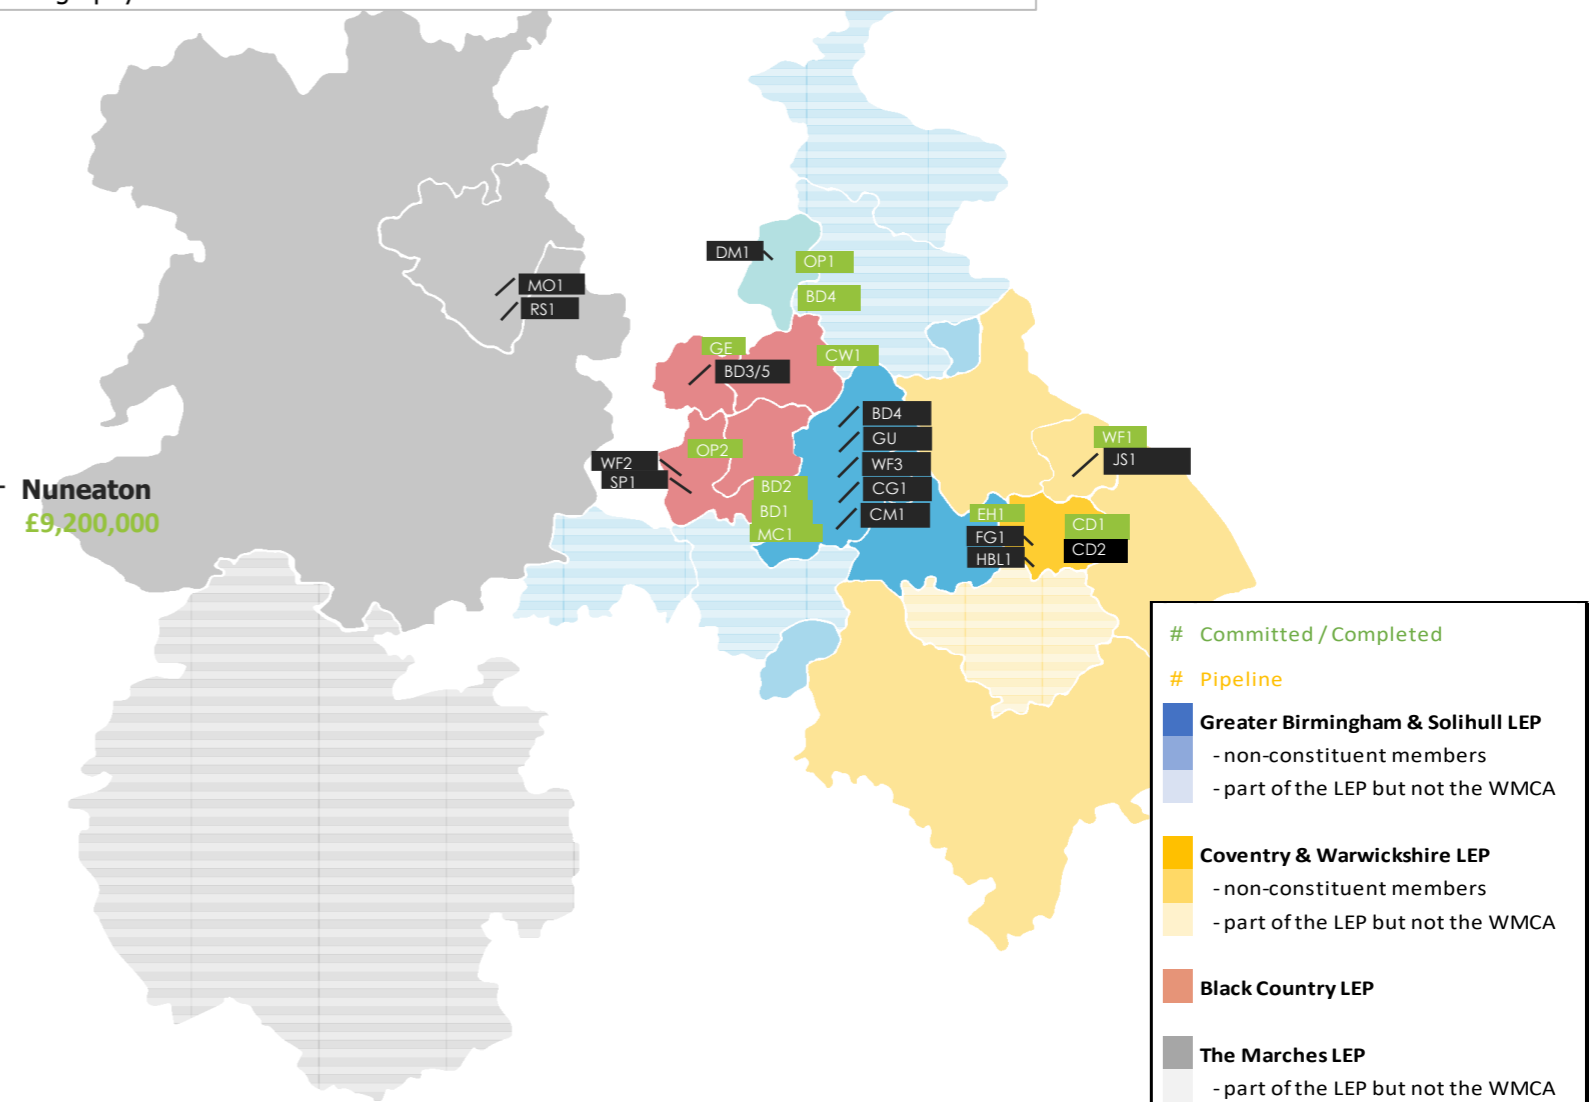 DM1
OP1
MO1
BD4
RS1
GE
CW1
BD3/5
BD4
GU
WF1
OP2
JS1
WF2
WF3
SP1
BD2
CG1
Nuneaton
£9,200,000
BD1
EH1
CM1
MC1
FG1
CD1
HBL1
CD2
# Committed / Completed
# Pipeline
Greater Birmingham & Solihull LEP
- non-constituent members
- part of the LEP but not the WMCA
Coventry & Warwickshire LEP
- non-constituent members
- part of the LEP but not the WMCA
Black Country LEP
The Marches LEP
- part of the LEP but not the WMCA